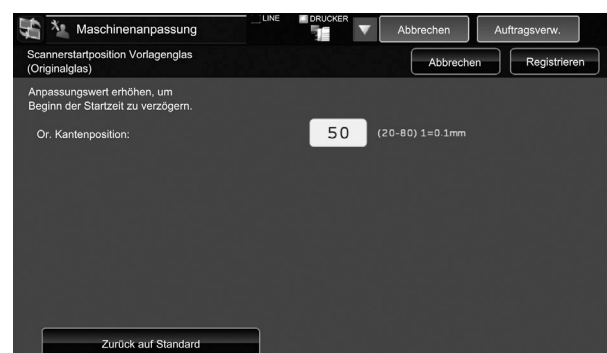 Maschinenanpassung
LINE
DRUCKER
Abbrechen
Auftragsverw.
Scannerstartposition Vorlagenglas
(Originalglas)
Abbrechen
Registrieren
Anpassungswert erhöhen, um
Beginn der Startzeit zu verzögern.
Or. Kantenposition:
50
(20-80) 1=0.1mm
Zurück auf Standard